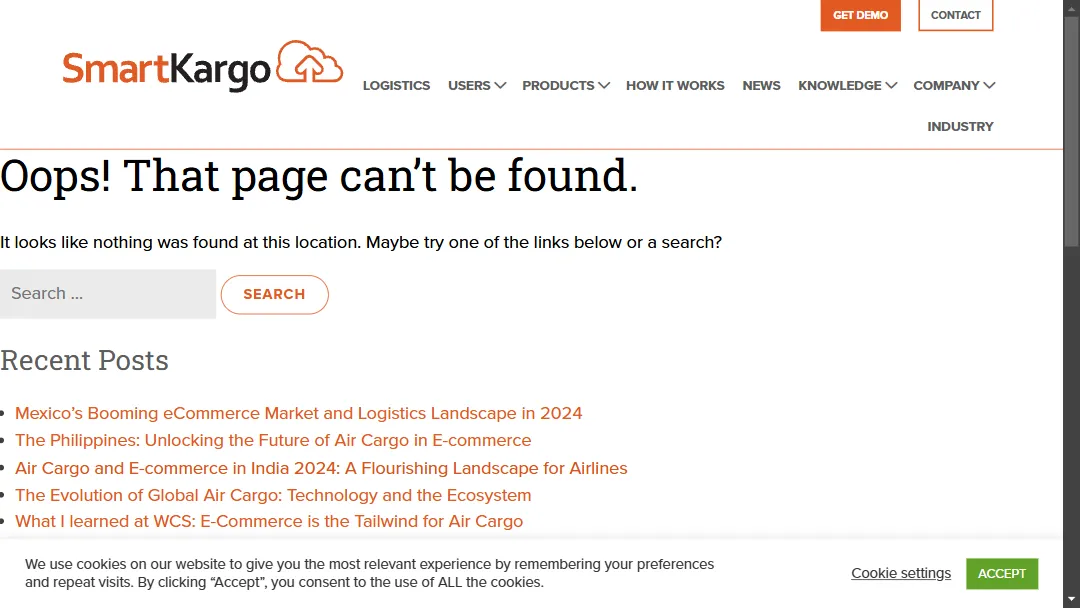 GET DEMO
CONTACT
SmartKargo
LOGISTICS USERS PRODUCTS HOW IT WORKS NEWS KNOWLEDGE COMPANY
INDUSTRY
Oops! That page can’t be found.
It looks like nothing was found at this location. Maybe try one of the links below or a search?
Search ...
SEARCH
Recent Posts
Mexico’s Booming eCommerce Market and Logistics Landscape in 2024
The Philippines: Unlocking the Future of Air Cargo in E-commerce
Air Cargo and E-commerce in India 2024: A Flourishing Landscape for Airlines
The Evolution of Global Air Cargo: Technology and the Ecosystem
What I learned at WCS: E-Commerce is the Tailwind for Air Cargo
We use cookies on our website to give you the most relevant experience by remembering your preferences
and repeat visits. By clicking “Accept”, you consent to the use of ALL the cookies.
Cookie settings
ACCEPT